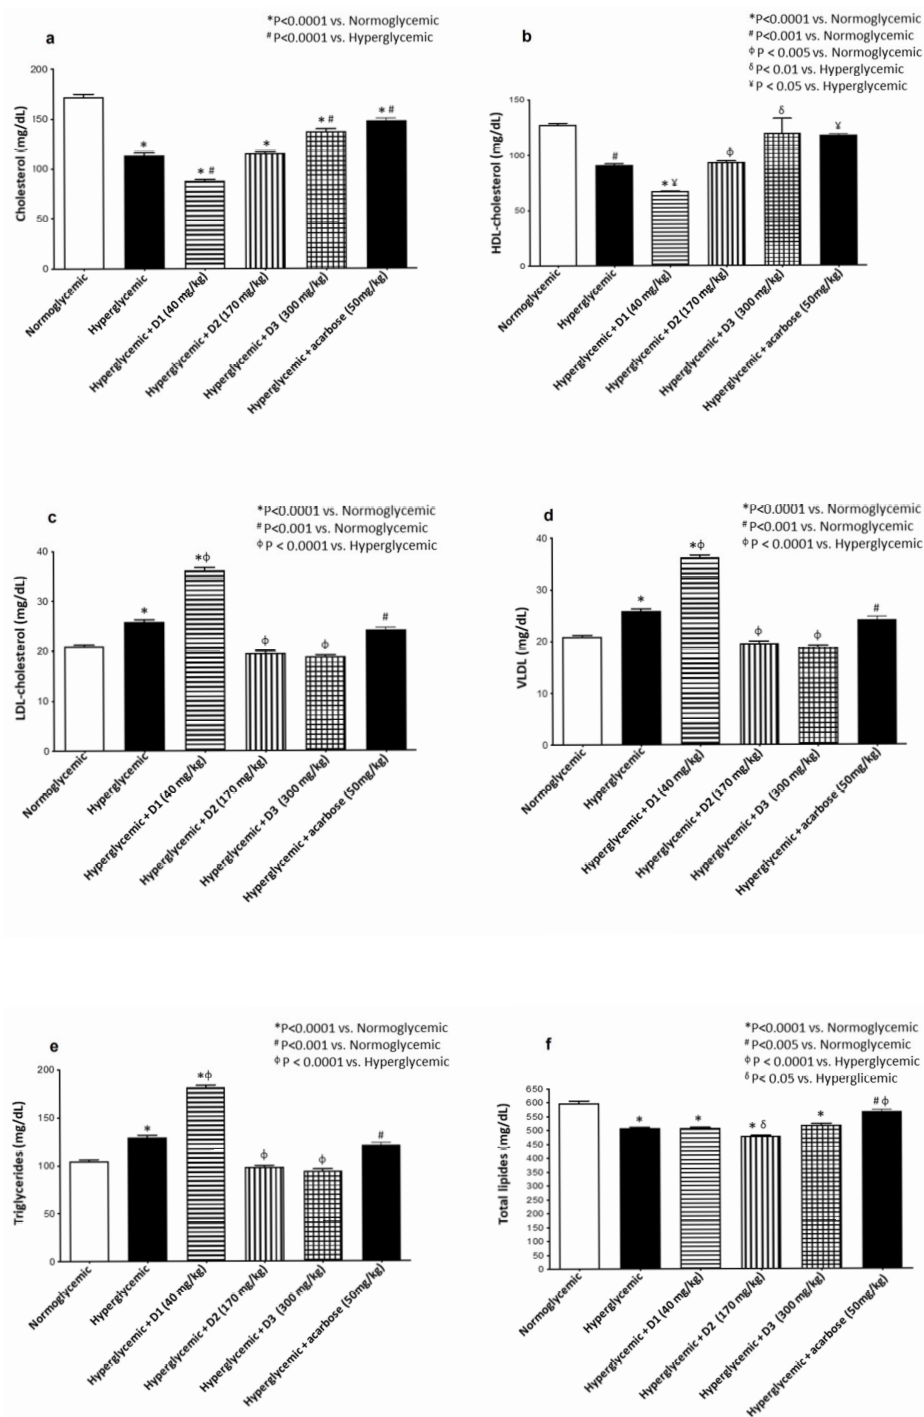 a
*P<0.0001 vs. Normoglycemic
# P<0.0001 vs. Hyperglycemic
Cholesterol (mg/dL)
200
150
100
50
0
* 
* #
*
* #
* #
Normoglycemic
Hyperglycemic
Hyperglycemic + D1 (40 mg/kg)
Hyperglycemic + D2 (170 mg/kg)
Hyperglycemic + D3 (300 mg/kg)
Hyperglycemic + acarbose (50mg/kg)
b
*P<0.0001 vs. Normoglycemic
# P<0.001 vs. Normoglycemic
ϕ P < 0.005 vs. Normoglycemic
δ P< 0.01 vs. Hyperglycemic
¥ P < 0.05 vs. Hyperglycemic
HDL-cholesterol (mg/dL)
150
100
50
0
#
* ¥
ϕ
δ
¥
Normoglycemic
Hyperglycemic
Hyperglycemic + D1 (40 mg/kg)
Hyperglycemic + D2 (170 mg/kg)
Hyperglycemic + D3 (300 mg/kg)
Hyperglycemic + acarbose (50mg/kg)
c
*P<0.0001 vs. Normoglycemic
# P<0.001 vs. Normoglycemic
ϕ P < 0.0001 vs. Hyperglycemic
LDL-cholesterol (mg/dL)
40
30
20
10
0
*
*ϕ
ϕ
ϕ
#
Normoglycemic
Hyperglycemic
Hyperglycemic + D1 (40 mg/kg)
Hyperglycemic + D2 (170 mg/kg)
Hyperglycemic + D3 (300 mg/kg)
Hyperglycemic + acarbose (50mg/kg)
d
*P<0.0001 vs. Normoglycemic
# P<0.001 vs. Normoglycemic
ϕ P < 0.0001 vs. Hyperglycemic
VLDL (mg/dL)
40
30
20
10
0
*
*ϕ
ϕ
ϕ
#
Normoglycemic
Hyperglycemic
Hyperglycemic + D1 (40 mg/kg)
Hyperglycemic + D2 (170 mg/kg)
Hyperglycemic + D3 (300 mg/kg)
Hyperglycemic + acarbose (50mg/kg)
e
*P<0.0001 vs. Normoglycemic
# P<0.001 vs. Normoglycemic
ϕ P < 0.0001 vs. Hyperglycemic
Triglycerides (mg/dL)
200
150
100
50
0
*
*ϕ
ϕ
ϕ
#
Normoglycemic
Hyperglycemic
Hyperglycemic + D1 (40 mg/kg)
Hyperglycemic + D2 (170 mg/kg)
Hyperglycemic + D3 (300 mg/kg)
Hyperglycemic + acarbose (50mg/kg)
f
*P<0.0001 vs. Normoglycemic
# P<0.005 vs. Normoglycemic
ϕ P < 0.0001 vs. Hyperglycemic
δ P< 0.05 vs. Hyperglicemic
Total lipides (mg/dL)
650
600
550
500
450
400
350
300
250
200
150
100
50
0
*
*
* δ
*
# ϕ
Normoglycemic
Hyperglycemic
Hyperglycemic + D1 (40 mg/kg)
Hyperglycemic + D2 (170 mg/kg)
Hyperglycemic + D3 (300 mg/kg)
Hyperglycemic + acarbose (50mg/kg)